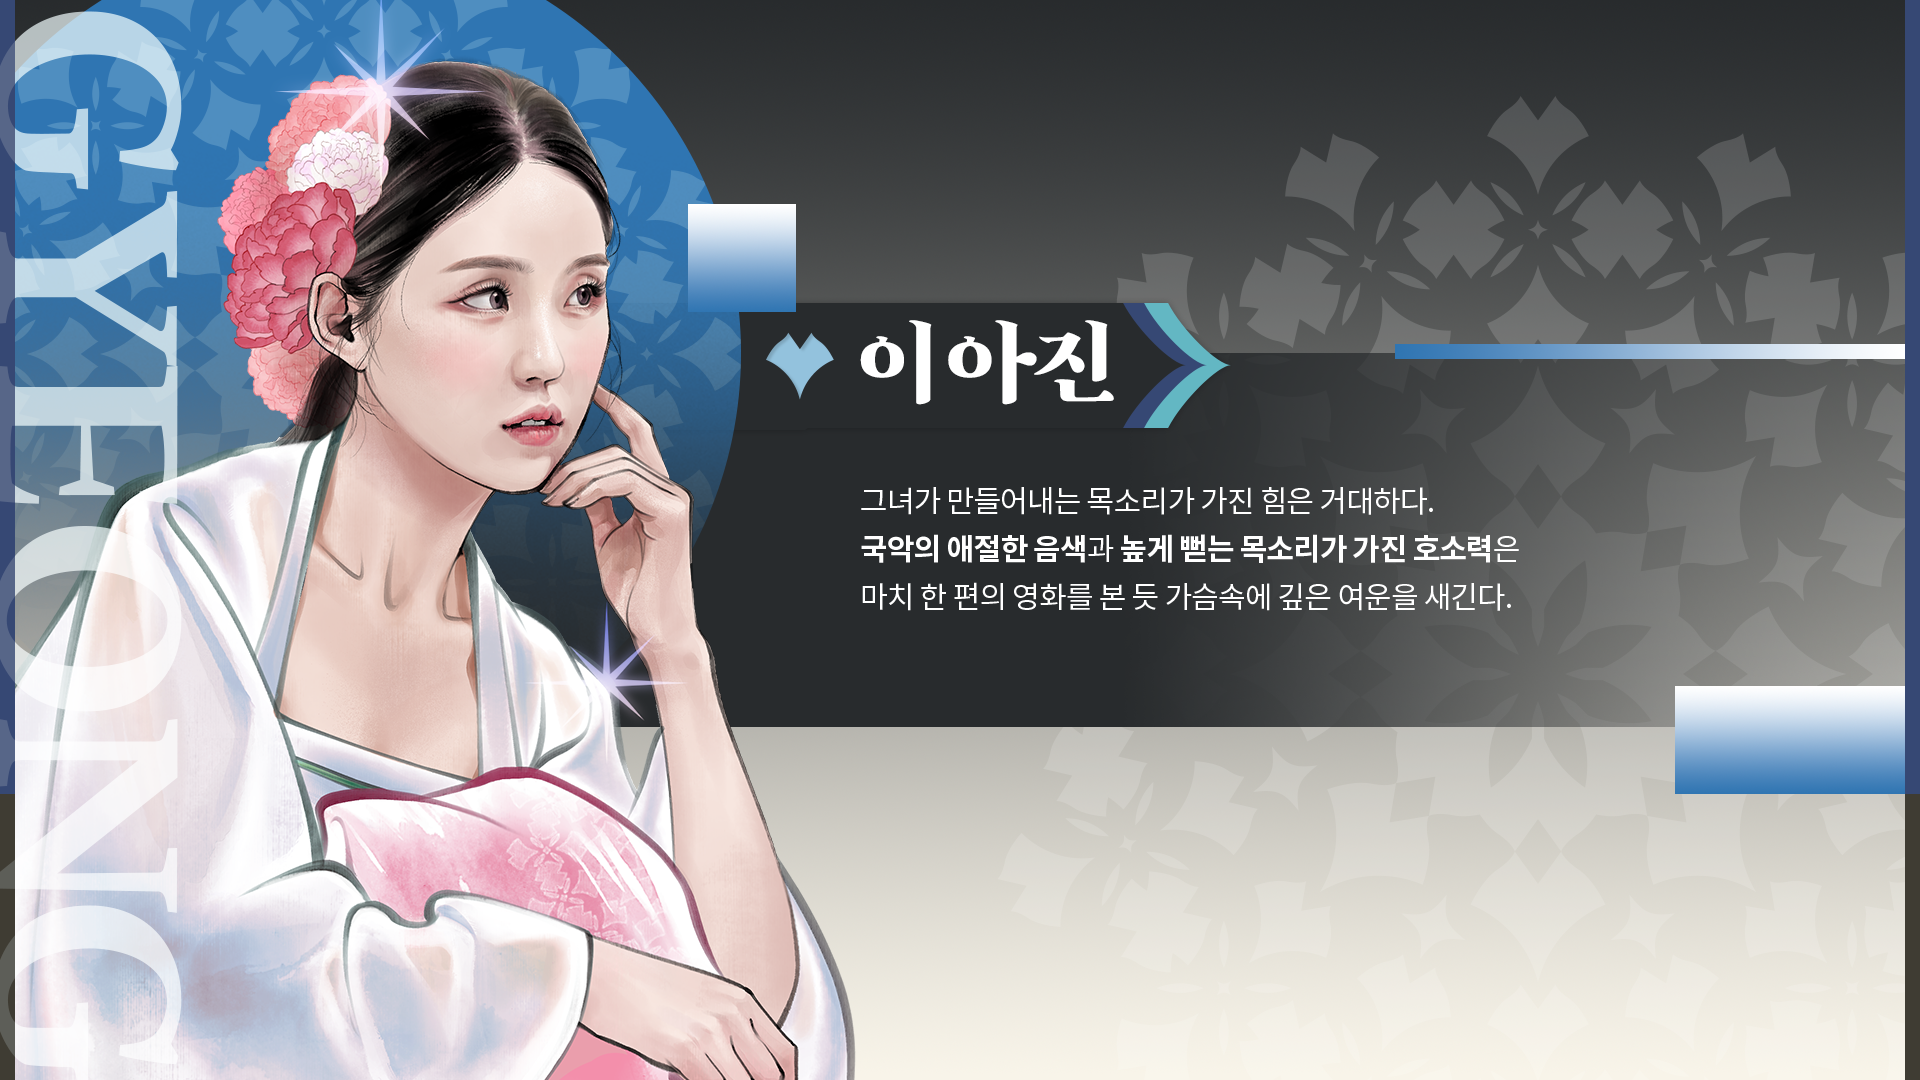 GYEONG
이아진
그녀가 만들어내는 목소리가 가진 힘은 거대하다.
국악의 애절한 음색과 높게 뻗는 목소리가 가진 호소력은
마치 한 편의 영화를 본 듯 가슴속에 깊은 여운을 새긴다.